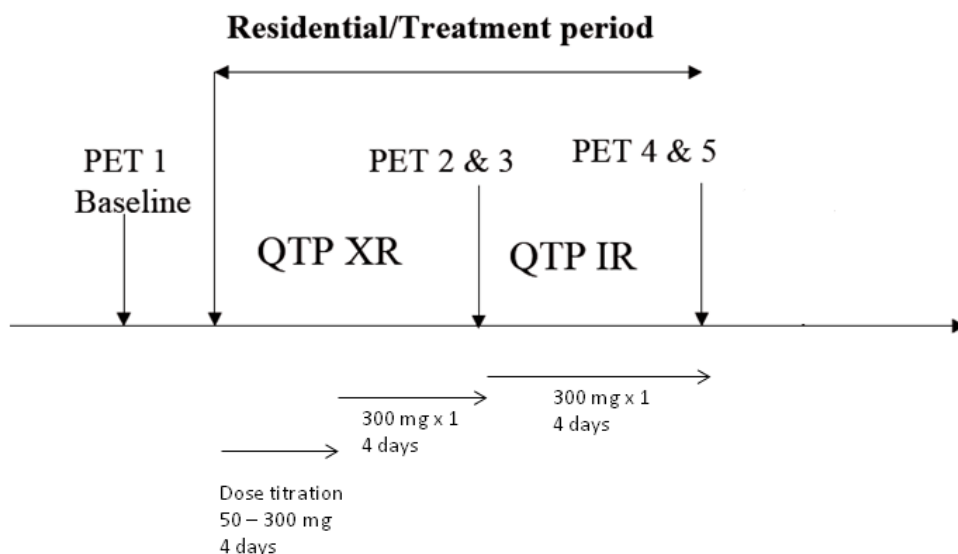 Residential/Treatment period
PET 1
Baseline
PET 2 & 3
PET 4 & 5
QTP XR
QTP IR
300 mg x 1
4 days
300 mg x 1
4 days
Dose titration
50 – 300 mg
4 days